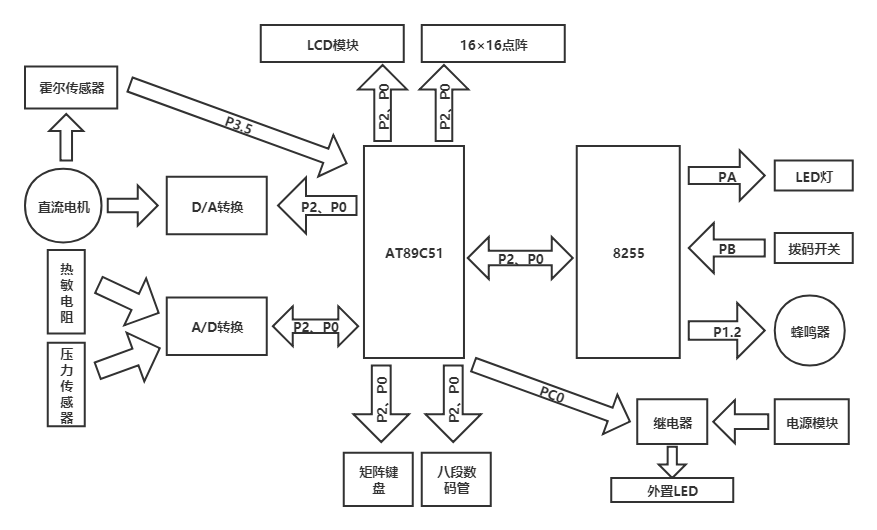 LCD模块
16×16点阵
霍尔传感器
P2、P0
P2、P0
P3.5
直流电机
D/A转换
P2、P0
AT89C51
P2、P0
8255
PA
LED灯
PB
拨码开关
P1.2
蜂鸣器
热敏电阻
A/D转换
P2、P0
压力传感器
P2、P0
P2、P0
PC0
继电器
电源模块
矩阵键
盘
八段数
码管
外置LED